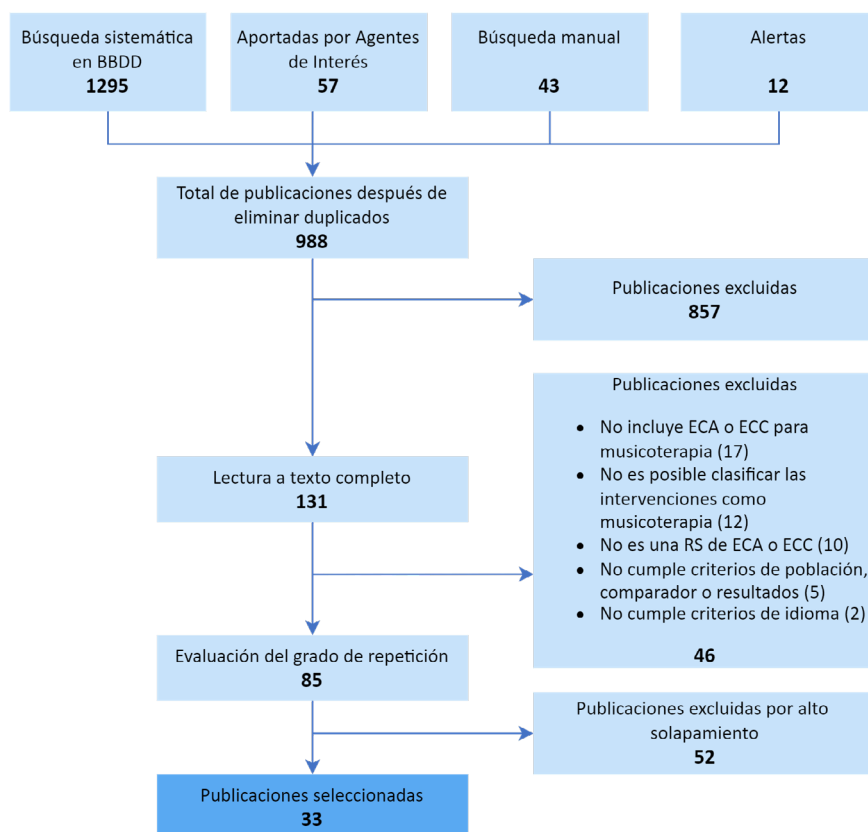 Búsqueda sistemática
en BBDD
1295
Aportadas por Agentes
de Interés
57
Búsqueda manual
43
Alertas
12
Total de publicaciones después de
eliminar duplicados
988
Publicaciones excluidas
857
Lectura a texto completo
131
Publicaciones excluidas
• No incluye ECA o ECC para
musicoterapia (17)
• No es posible clasificar las
intervenciones como
musicoterapia (12)
• No es una RS de ECA o ECC (10)
• No cumple criterios de población,
comparador o resultados (5)
• No cumple criterios de idioma (2)
46
Evaluación del grado de repetición
85
Publicaciones excluidas por alto
solapamiento
52
Publicaciones seleccionadas
33